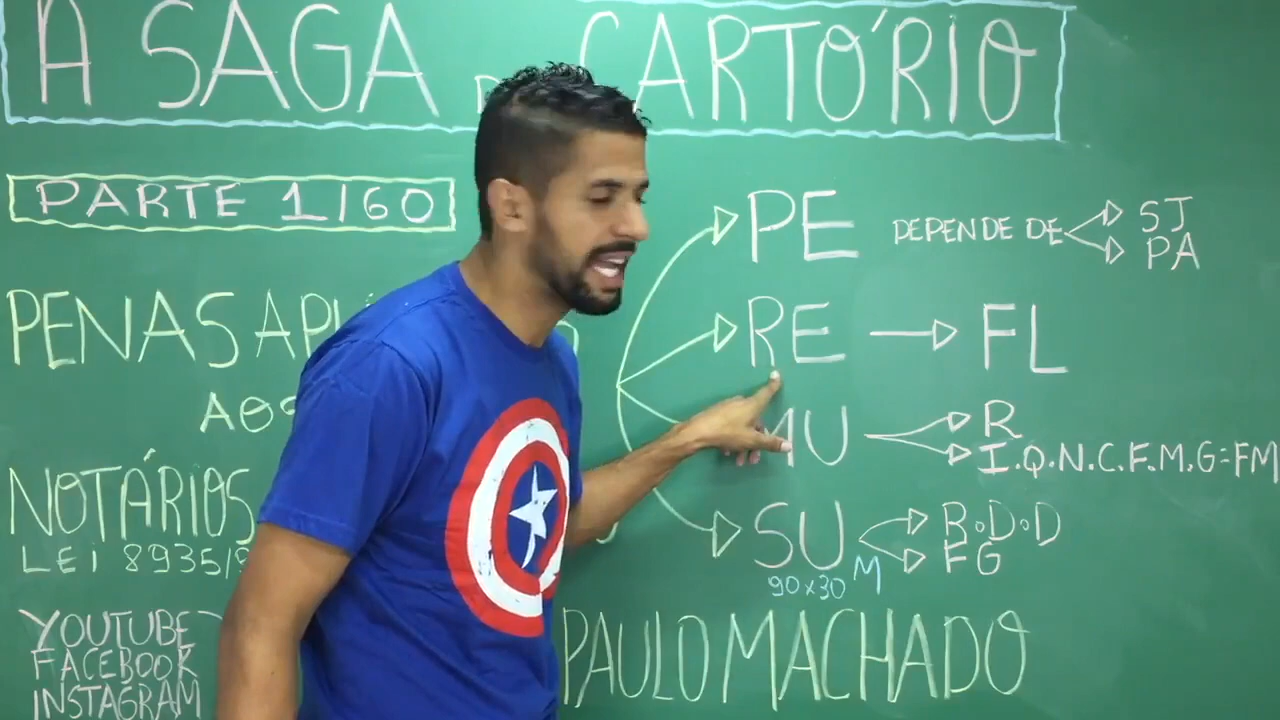 A SAGA CARTÓRIO
PARTE 1/60
PENAS
NOTÁRIOS
LEI 8935/
YOUTUBE
FACEBOOK
INSTAGRAM
PE DEPENDE DE SJ
PA
RE FL
MU R
I.Q.N.C.F.M.G=FM
SU B.D.D
FG
90x30 M
PAULO MACHADO